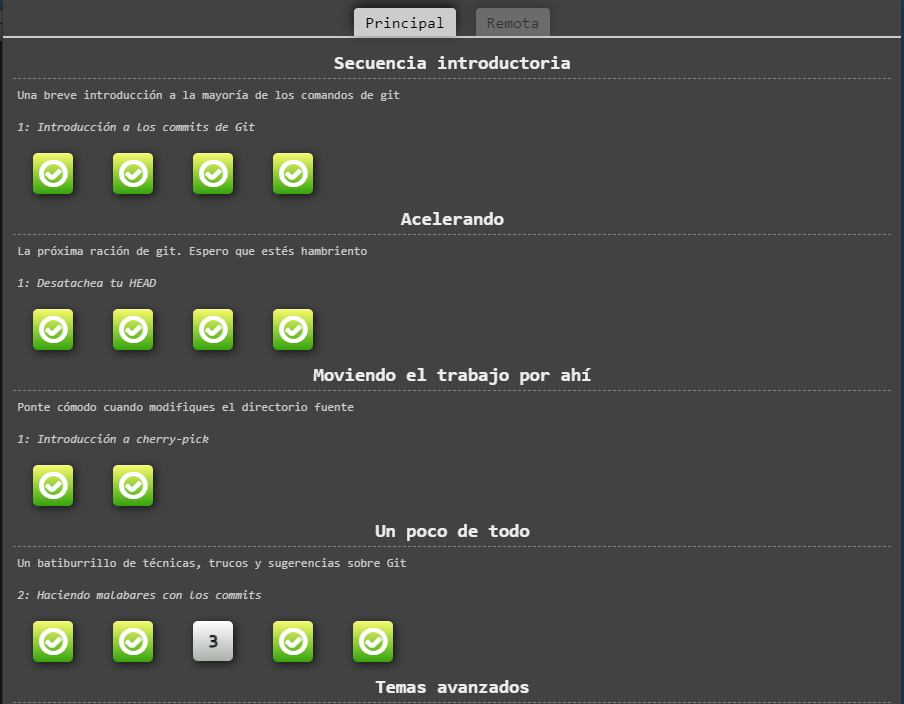 Principal Remota
Secuencia introductoria
Una breve introducción a la mayoría de los comandos de git
1: Introducción a los commits de Git
Acelerando
La próxima ración de git. Espero que estés hambriento
1: Desatachea tu HEAD
Moviendo el trabajo por ahí
Ponte cómodo cuando modifiques el directorio fuente
1: Introducción a cherry-pick
Un poco de todo
Un batiburrillo de técnicas, trucos y sugerencias sobre Git
2: Haciendo malabares con los commits
3
Temas avanzados